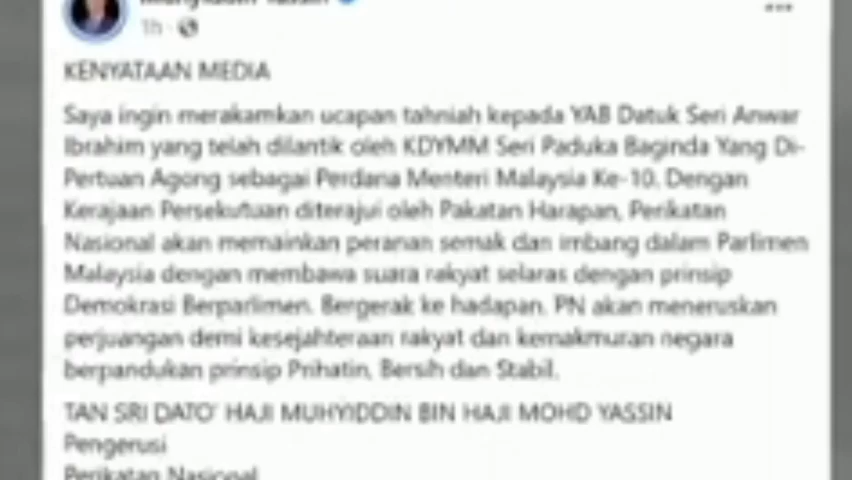 Muhyiddin Yassin
1h
KENYATAAN MEDIA
Saya ingin merakamkan ucapan tahniah kepada YAB Datuk Seri Anwar
Ibrahim yang telah dilantik oleh KDYMM Seri Paduka Baginda Yang Di-
Pertuan Agong sebagai Perdana Menteri Malaysia Ke-10. Dengan
Kerajaan Persekutuan diterajui oleh Pakatan Harapan, Perikatan
Nasional akan memainkan peranan semak dan imbang dalam Parlimen
Malaysia dengan membawa suara rakyat selaras dengan prinsip
Demokrasi Berparlimen. Bergerak ke hadapan. PN akan meneruskan
perjuangan demi kesejahteraan rakyat dan kemakmuran negara
berpandukan prinsip Prihatin, Bersih dan Stabil.
TAN SRI DATO' HAJI MUHYIDDIN BIN HAJI MOHD YASSIN
Pengerusi
Perikatan Nasional